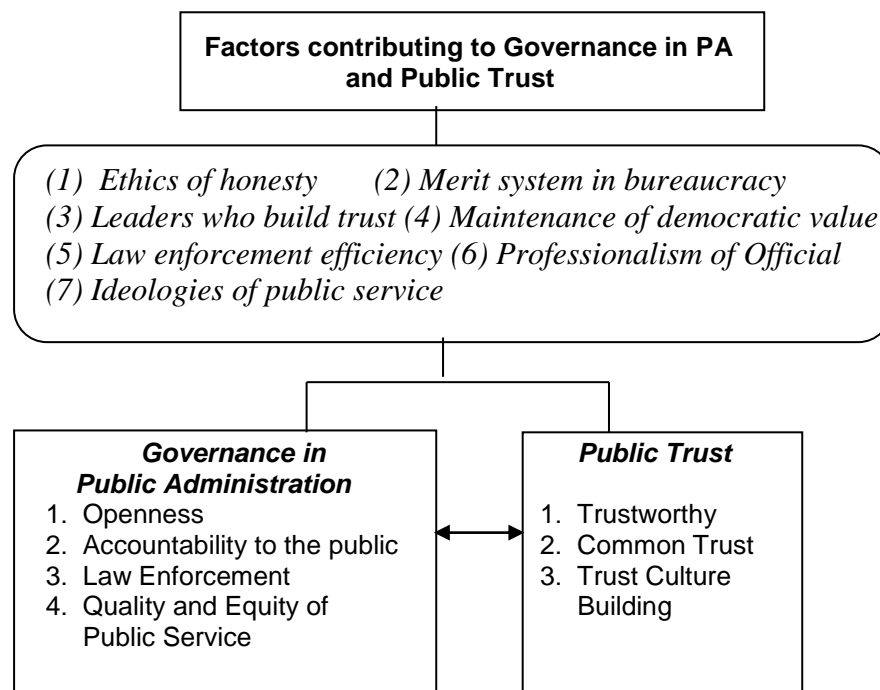 Factors contributing to Governance in PA
and Public Trust
(1) Ethics of honesty (2) Merit system in bureaucracy
(3) Leaders who build trust (4) Maintenance of democratic value
(5) Law enforcement efficiency (6) Professionalism of Official
(7) Ideologies of public service
Governance in
Public Administration
1. Openness
2. Accountability to the public
3. Law Enforcement
4. Quality and Equity of
Public Service
Public Trust
1. Trustworthy
2. Common Trust
3. Trust Culture
Building